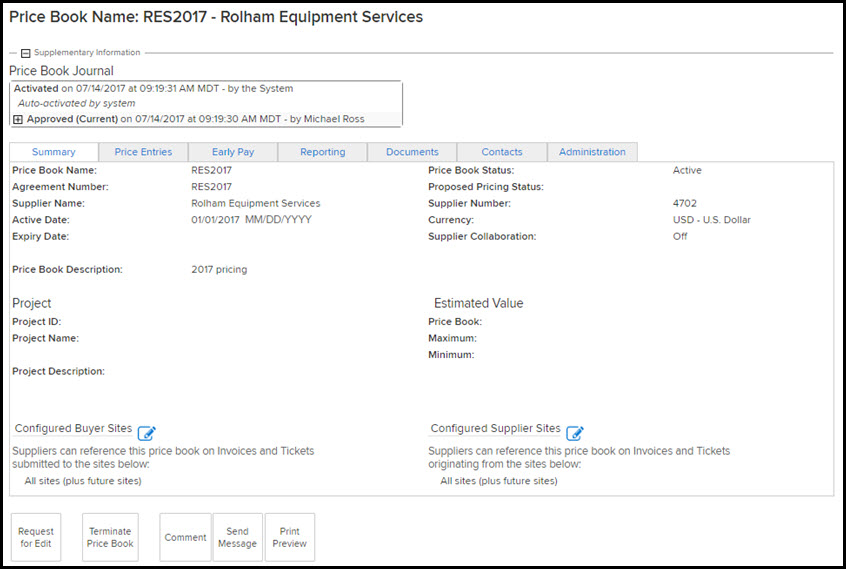 Price Book Name: RES2017 - Rolham Equipment Services
Supplementary Information
Price Book Journal
Activated on 07/14/2017 at 09:19:31 AM MDT - by the System
Auto-activated by system
Approved (Current) on 07/14/2017 at 09:19:30 AM MDT - by Michael Ross
Summary Price Entries Early Pay Reporting Documents Contacts Administration
Price Book Name: RES2017 Price Book Status: Active
Agreement Number: RES2017 Proposed Pricing Status:
Supplier Name: Rolham Equipment Services Supplier Number: 4702
Active Date: 01/01/2017 MM/DD/YYYY Currency: USD - U.S. Dollar
Expiry Date: Supplier Collaboration: Off
Price Book Description: 2017 pricing
Project Estimated Value
Project ID: Price Book:
Project Name: Maximum:
Minimum:
Project Description:
Configured Buyer Sites Configured Supplier Sites
Suppliers can reference this price book on Invoices and Tickets Suppliers can reference this price book on Invoices and Tickets
submitted to the sites below: originating from the sites below:
All sites (plus future sites) All sites (plus future sites)
Request Terminate Comment Send Print
for Edit Price Book Message Preview